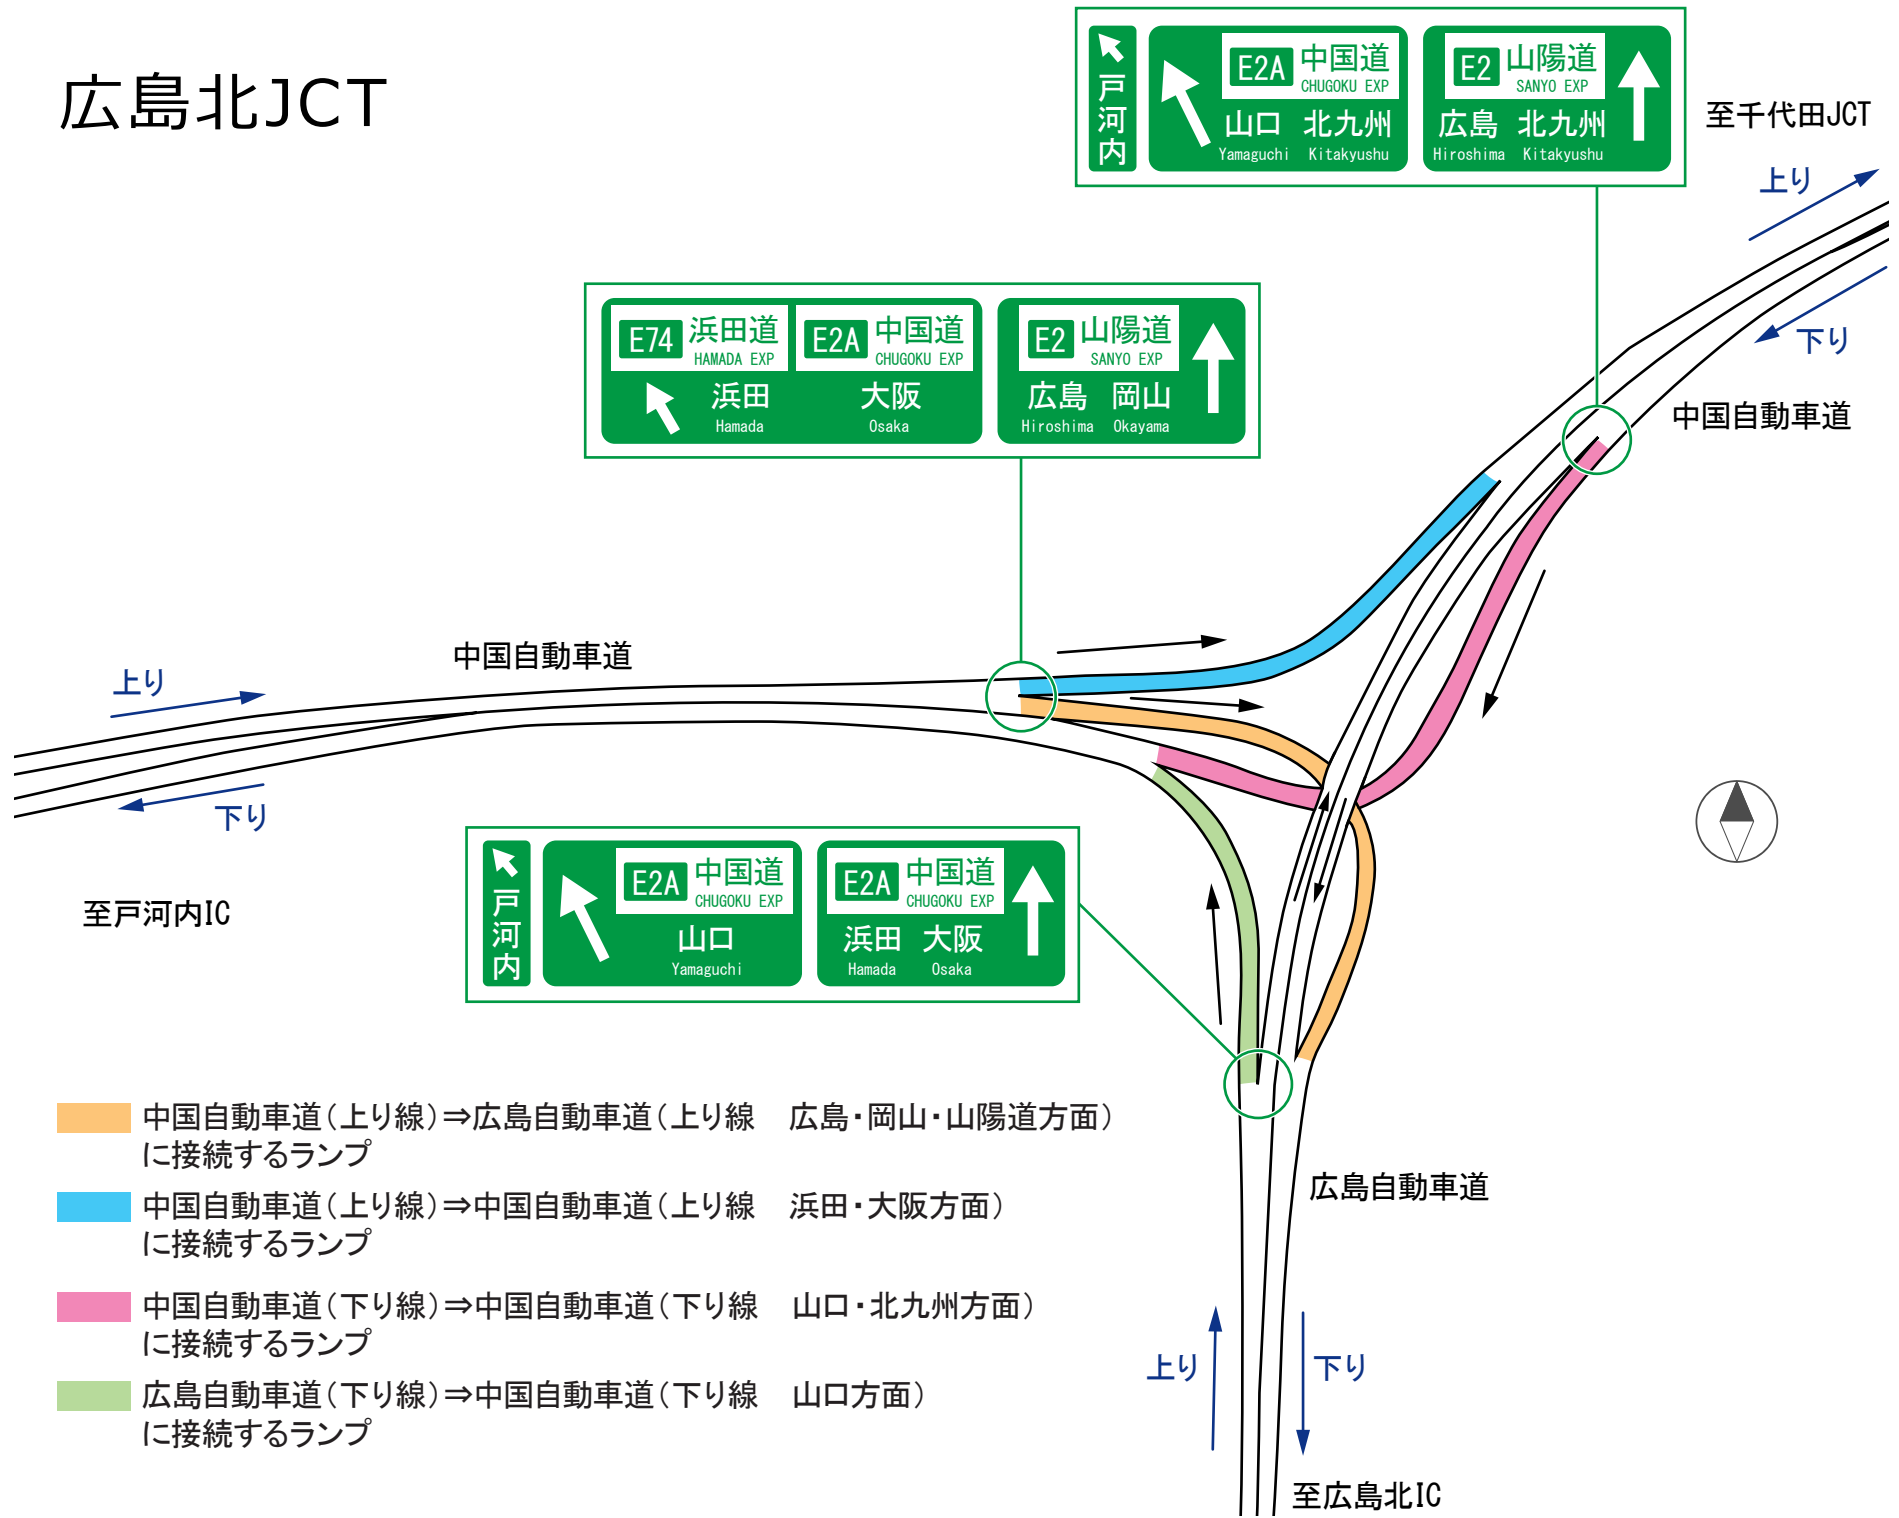 広島北JCT
戸河内
E2A 中国道
CHUGOKU EXP
山口 北九州
Yamaguchi Kitakyushu
E2 山陽道
SANYO EXP
広島 北九州
Hiroshima Kitakyushu
至千代田JCT
上り
下り
中国自動車道
E74 浜田道
HAMADA EXP
浜田
Hamada
E2A 中国道
CHUGOKU EXP
大阪
Osaka
E2 山陽道
SANYO EXP
広島 岡山
Hiroshima Okayama
中国自動車道
上り
下り
至戸河内IC
戸河内
E2A 中国道
CHUGOKU EXP
山口
Yamaguchi
E2A 中国道
CHUGOKU EXP
浜田 大阪
Hamada Osaka
中国自動車道(上り線)⇒広島自動車道(上り線 広島・岡山・山陽道方面)
に接続するランプ
中国自動車道(上り線)⇒中国自動車道(上り線 浜田・大阪方面)
に接続するランプ
中国自動車道(下り線)⇒中国自動車道(下り線 山口・北九州方面)
に接続するランプ
広島自動車道(下り線)⇒中国自動車道(下り線 山口方面)
に接続するランプ
広島自動車道
上り
下り
至広島北IC